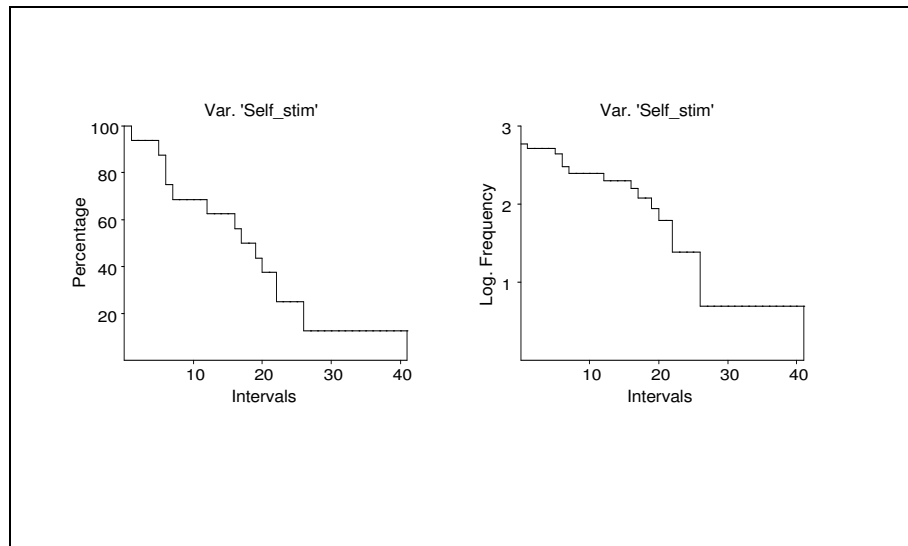 Var. 'Self_stim'
100
80
60
40
20
Percentage
10 20 30 40
Intervals
Var. 'Self_stim'
3
2
1
Log. Frequency
10 20 30 40
Intervals